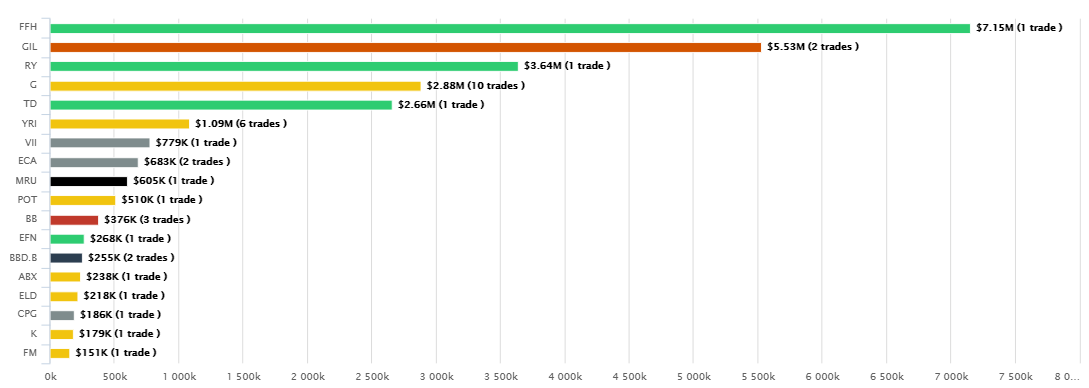 FFH $7.15M (1 trade )
GIL $5.53M (2 trades )
RY $3.64M (1 trade )
G $2.88M (10 trades )
TD $2.66M (1 trade )
YRI $1.09M (6 trades )
VII $779K (1 trade )
ECA $683K (2 trades )
MRU $605K (1 trade )
POT $510K (1 trade )
BB $376K (3 trades )
EFN $268K (1 trade )
BBD.B $255K (2 trades )
ABX $238K (1 trade )
ELD $218K (1 trade )
CPG $186K (1 trade )
K $179K (1 trade )
FM $151K (1 trade )
0k 500k 1 000k 1 500k 2 000k 2 500k 3 000k 3 500k 4 000k 4 500k 5 000k 5 500k 6 000k 6 500k 7 000k 7 500k 8 0...